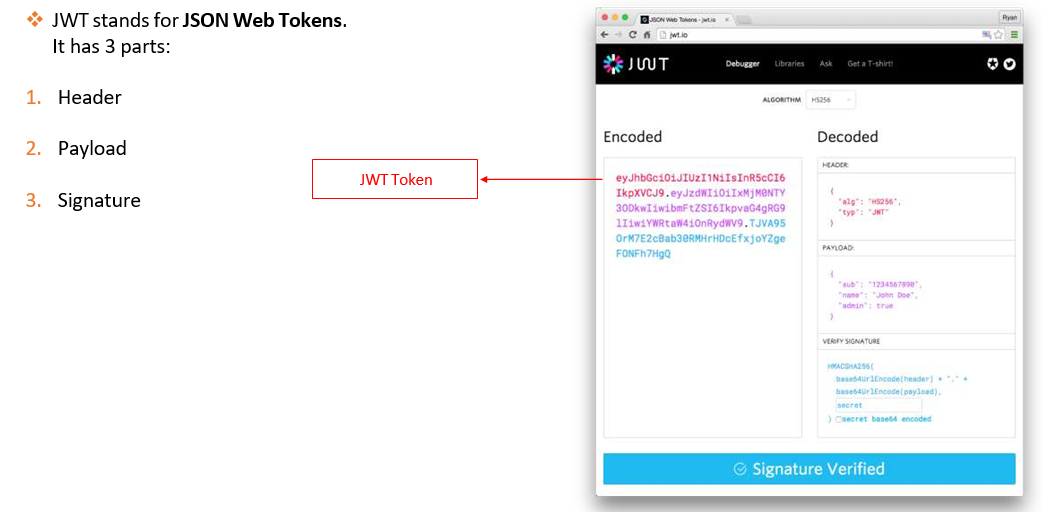 ❖ JWT stands for JSON Web Tokens.
It has 3 parts:
1. Header
2. Payload
3. Signature
JWT Token
JSON Web Tokens - jwt.io
Ryan
jwt.io
JWT
Debugger Libraries Ask Get a T-shirt!
ALGORITHM HS256
Encoded
eyJhbGciOiJIUzI1NiIsInR5cCI6
IkpXVCJ9.eyJzdWIiOiIxMjM0NTY
3ODkwIiwibmFtZSI6IkpvaG4gRG9
lIiwiYWRtaW4iOnRydWV9.TJVA95
OrM7E2cBab30RMHrHDcEfxjoYZge
FONFh7HgQ
Decoded
HEADER:
{
"alg": "HS256",
"typ": "JWT"
}
PAYLOAD:
{
"sub": "1234567890",
"name": "John Doe",
"admin": true
}
VERIFY SIGNATURE
HMACSHA256(
base64UrlEncode(header) + "." +
base64UrlEncode(payload),
secret
) secret base64 encoded
Signature Verified